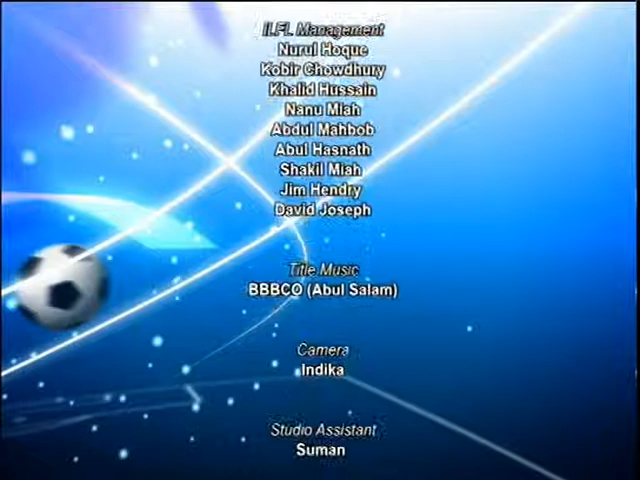 ILFL Management
Nurul Hoque
Kobir Chowdhury
Khalid Hussain
Nanu Miah
Abdul Mahbob
Abul Hasnath
Shakil Miah
Jim Hendry
David Joseph
Title Music
BBBCO (Abul Salam)
Camera
Indika
Studio Assistant
Suman